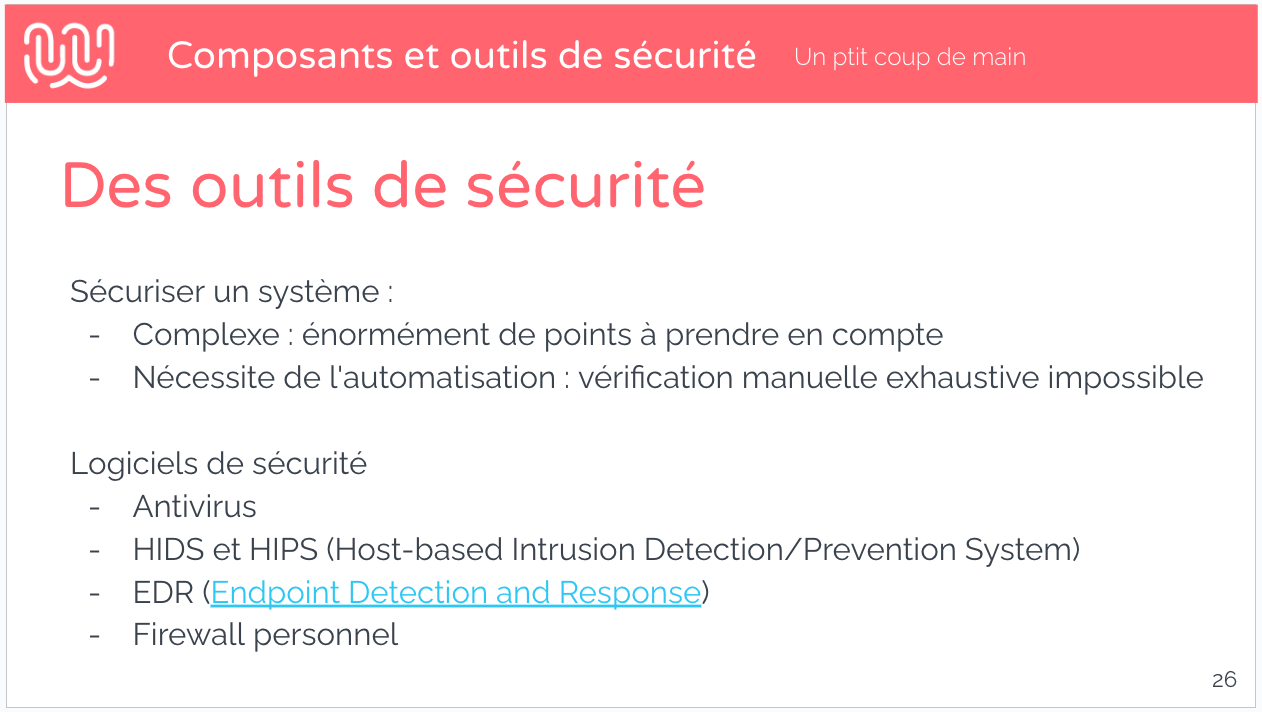 Composants et outils de sécurité Un ptit coup de main
Des outils de sécurité
Sécuriser un système :
- Complexe : énormément de points à prendre en compte
- Nécessite de l'automatisation : vérification manuelle exhaustive impossible
Logiciels de sécurité
- Antivirus
- HIDS et HIPS (Host-based Intrusion Detection/Prevention System)
- EDR (Endpoint Detection and Response)
- Firewall personnel
26